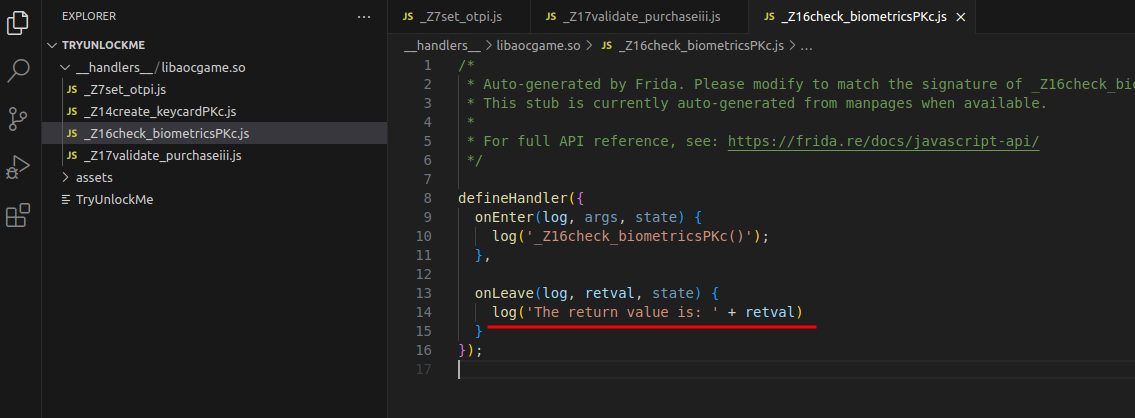 EXPLORER
TRYUNLOCKME
__handlers__ / libaocgame.so
JS _Z7set_otpi.js
JS _Z14create_keycardPKc.js
JS _Z16check_biometricsPKc.js
JS _Z17validate_purchaseiii.js
assets
TryUnlockMe
JS _Z7set_otpi.js JS _Z17validate_purchaseiii.js JS _Z16check_biometricsPKc.js
__handlers__ > libaocgame.so > JS _Z16check_biometricsPKc.js > ...
1 /*
2 * Auto-generated by Frida. Please modify to match the signature of _Z16check_bio
3 * This stub is currently auto-generated from manpages when available.
4 *
5 * For full API reference, see: https://frida.re/docs/javascript-api/
6 */
7
8 defineHandler({
9 onEnter(log, args, state) {
10 log('_Z16check_biometricsPKc()');
11 },
12
13 onLeave(log, retval, state) {
14 log('The return value is: ' + retval)
15 }
16 });
17